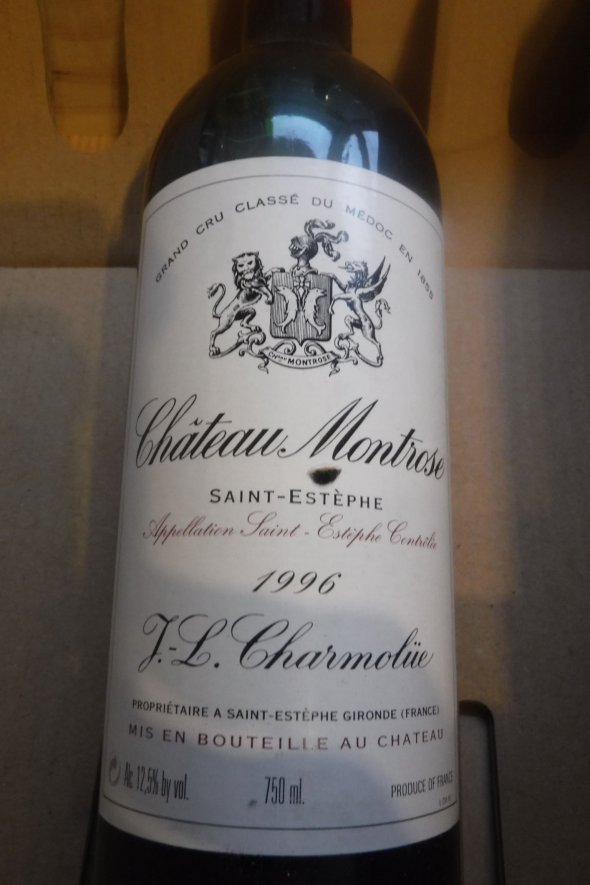 GRAND CRU CLASSÉ DU MÉDOC EN 1855
MONTROSE
Château Montrose
SAINT-ESTÈPHE
Appellation Saint-Estèphe Contrôlée
1996
J.-L. Charmolüe
PROPRIÉTAIRE A SAINT-ESTÈPHE GIRONDE (FRANCE)
MIS EN BOUTEILLE AU CHATEAU
Alc 12,5% by vol. 750 ml. PRODUCE OF FRANCE